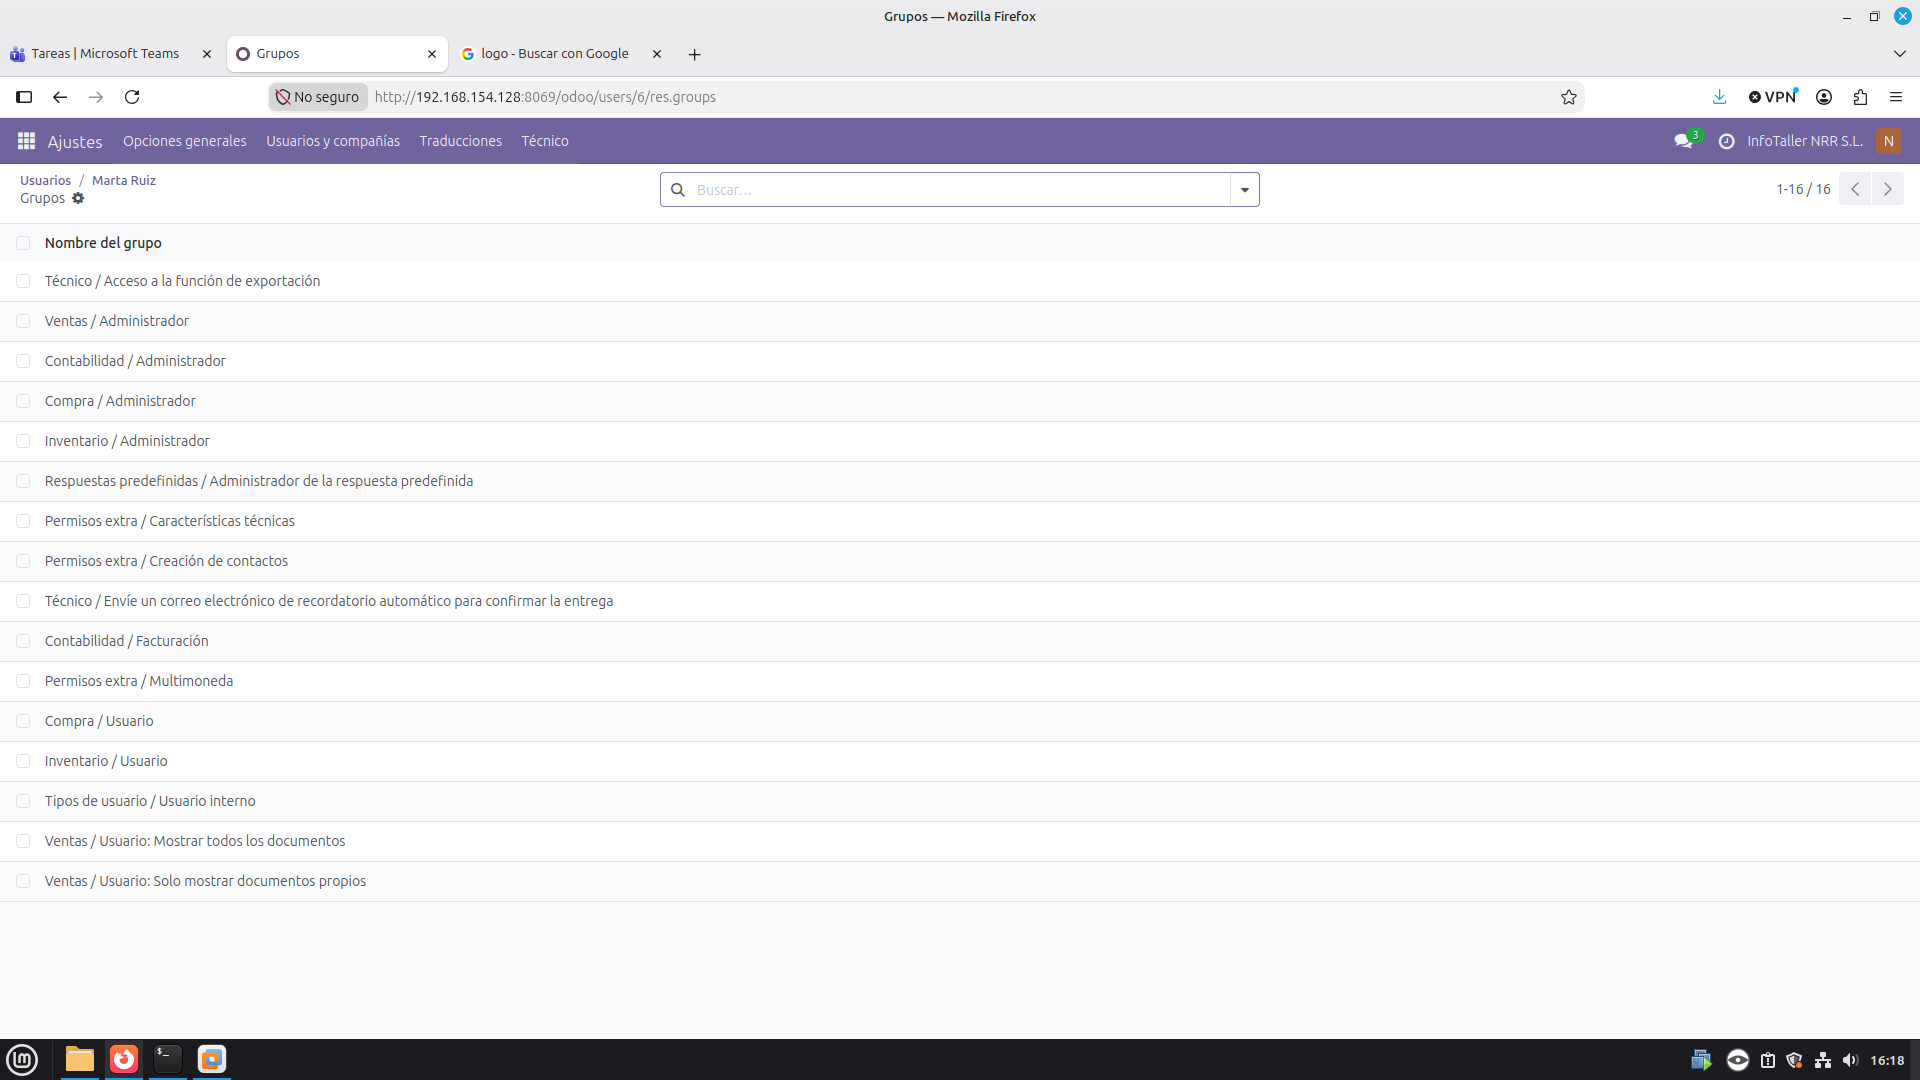 Grupos — Mozilla Firefox
Tareas | Microsoft Teams
Grupos
logo - Buscar con Google
No seguro
http://192.168.154.128:8069/odoo/users/6/res.groups
VPN
Ajustes
Opciones generales
Usuarios y compañías
Traducciones
Técnico
3
InfoTaller NRR S.L.
N
Usuarios / Marta Ruiz
Grupos
Buscar...
1-16 / 16
Nombre del grupo
Técnico / Acceso a la función de exportación
Ventas / Administrador
Contabilidad / Administrador
Compra / Administrador
Inventario / Administrador
Respuestas predefinidas / Administrador de la respuesta predefinida
Permisos extra / Características técnicas
Permisos extra / Creación de contactos
Técnico / Envíe un correo electrónico de recordatorio automático para confirmar la entrega
Contabilidad / Facturación
Permisos extra / Multimoneda
Compra / Usuario
Inventario / Usuario
Tipos de usuario / Usuario interno
Ventas / Usuario: Mostrar todos los documentos
Ventas / Usuario: Solo mostrar documentos propios
16:18